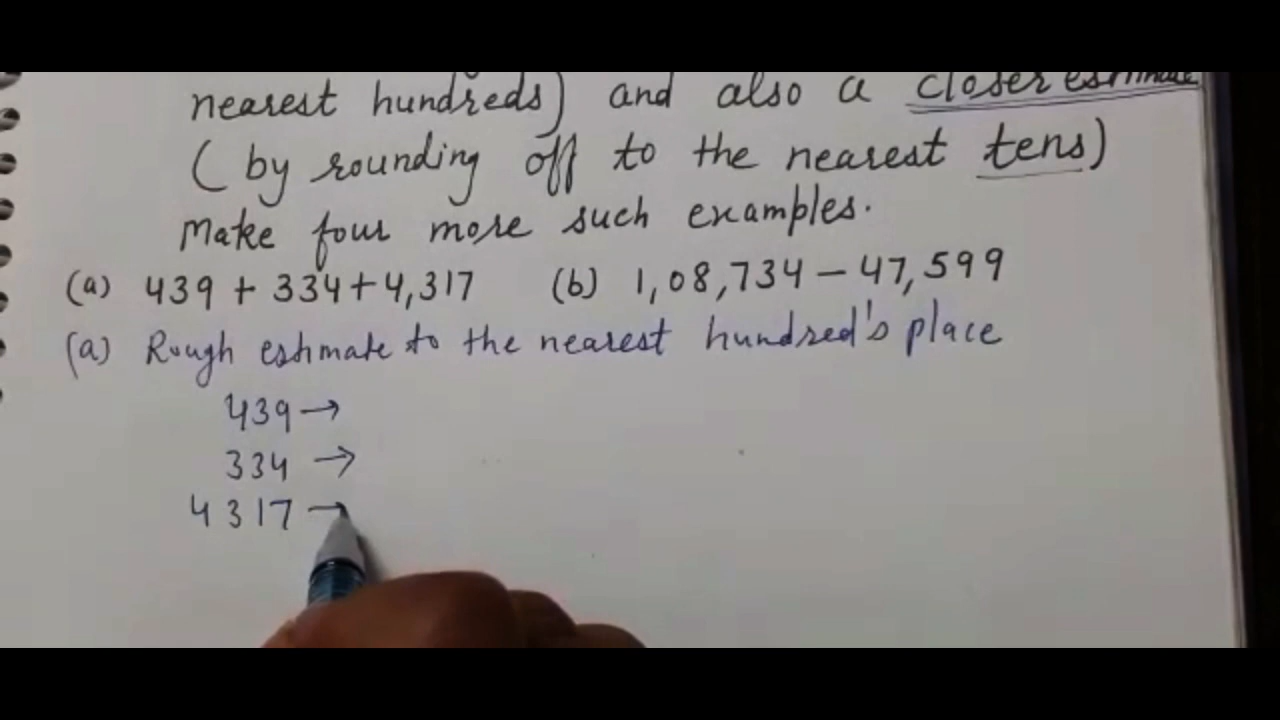 nearest hundreds) and also a closer estimate
(by rounding off to the nearest tens)
Make four more such examples.
(a) 439 + 334 + 4,317 (b) 1,08,734 - 47,599
(a) Rough estmate to the nearest hundred's place
439 →
334 →
4317 →